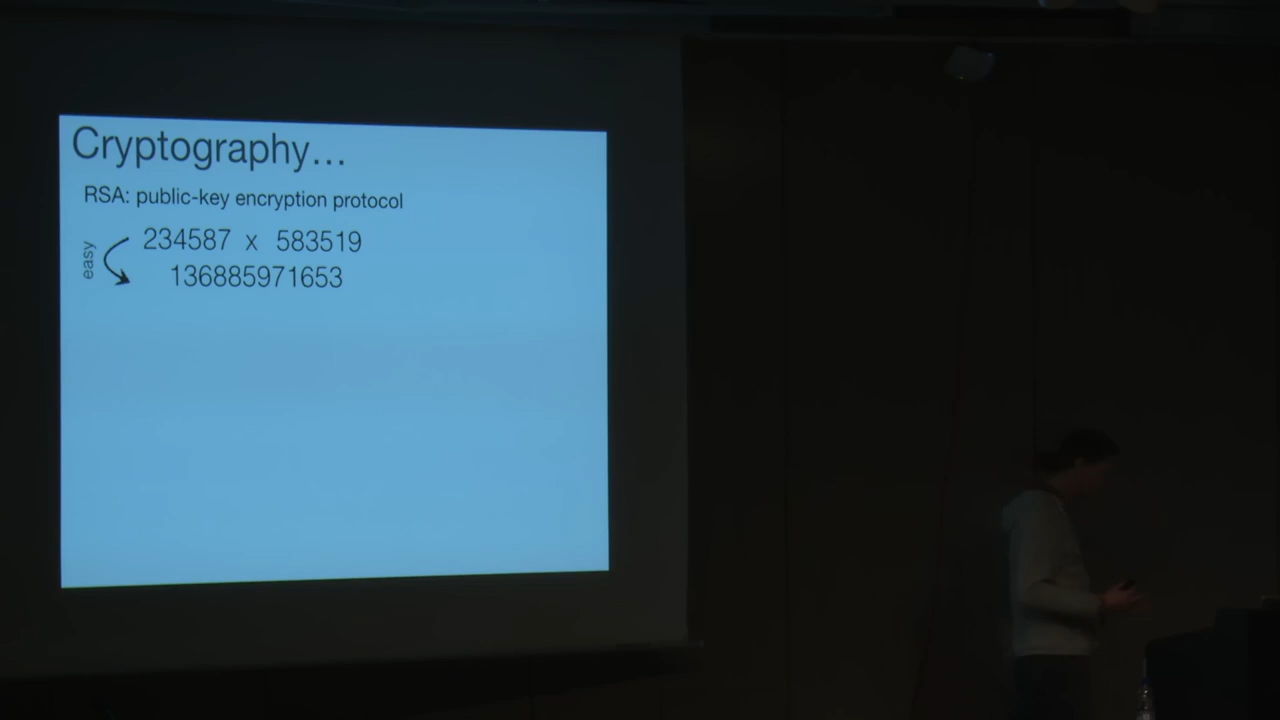 Cryptography...
RSA: public-key encryption protocol
234587 x 583519
easy
136885971653